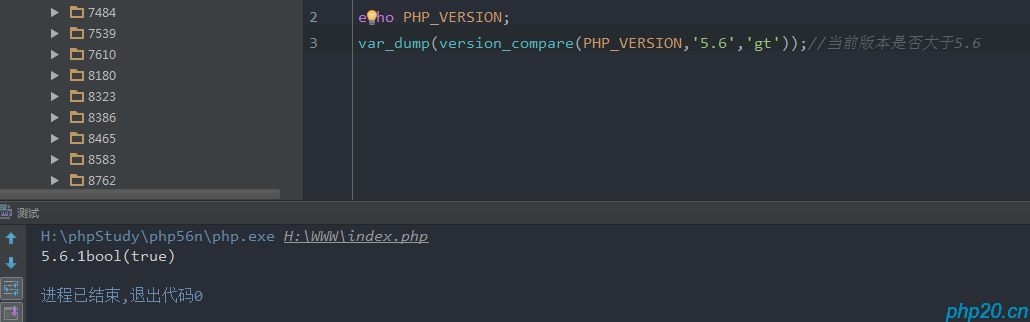 7484
7539
7610
8180
8323
8386
8465
8583
8762
2 echo PHP_VERSION;
3 var_dump(version_compare(PHP_VERSION,'5.6','gt'));//当前版本是否大于5.6
测试
H:\phpStudy\php56n\php.exe H:\WWW\index.php
5.6.1bool(true)
进程已结束,退出代码0
php20.cn